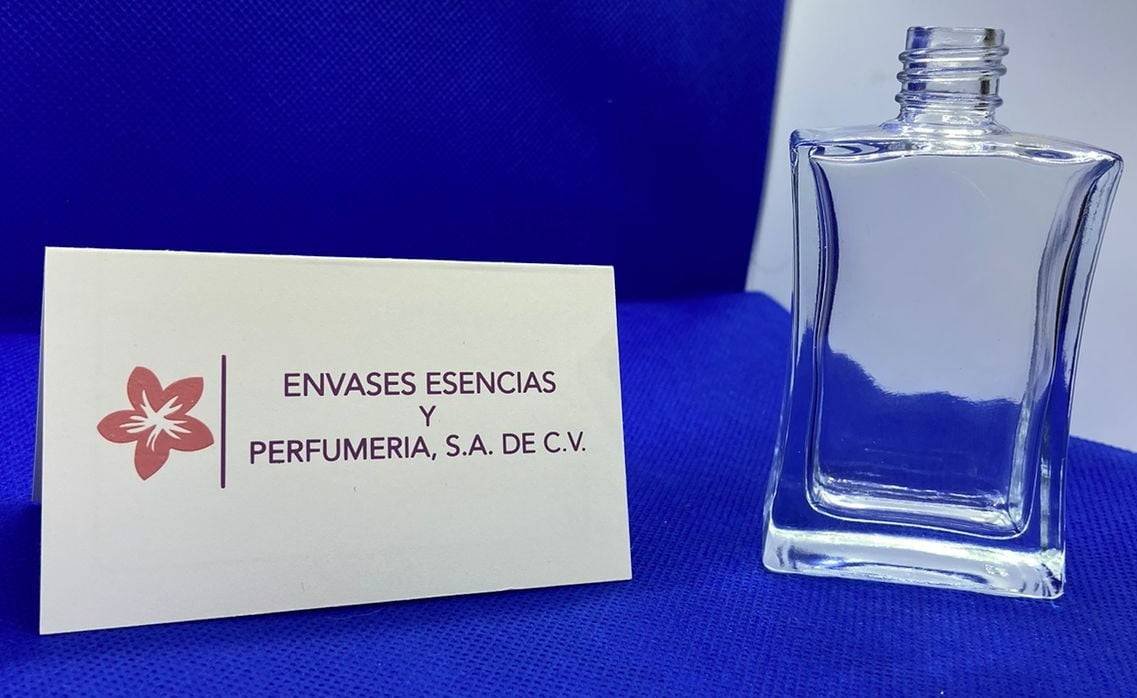 ENVASES ESENCIAS
Y
PERFUMERIA, S.A. DE C.V.